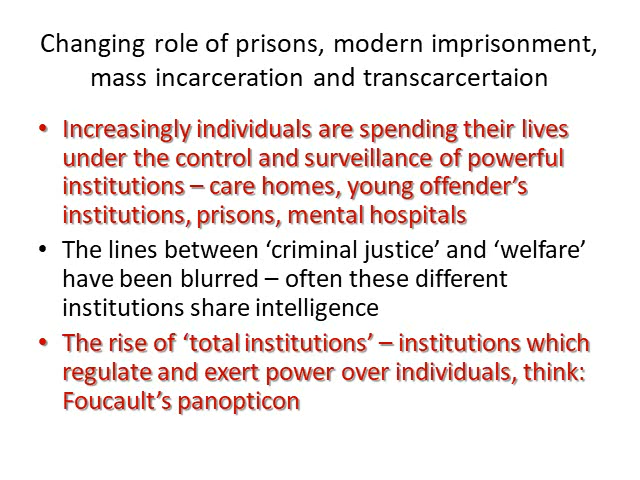 Changing role of prisons, modern imprisonment,
mass incarceration and transcarcertaion
• Increasingly individuals are spending their lives
under the control and surveillance of powerful
institutions – care homes, young offender’s
institutions, prisons, mental hospitals
• The lines between ‘criminal justice’ and ‘welfare’
have been blurred – often these different
institutions share intelligence
• The rise of ‘total institutions’ – institutions which
regulate and exert power over individuals, think:
Foucault’s panopticon